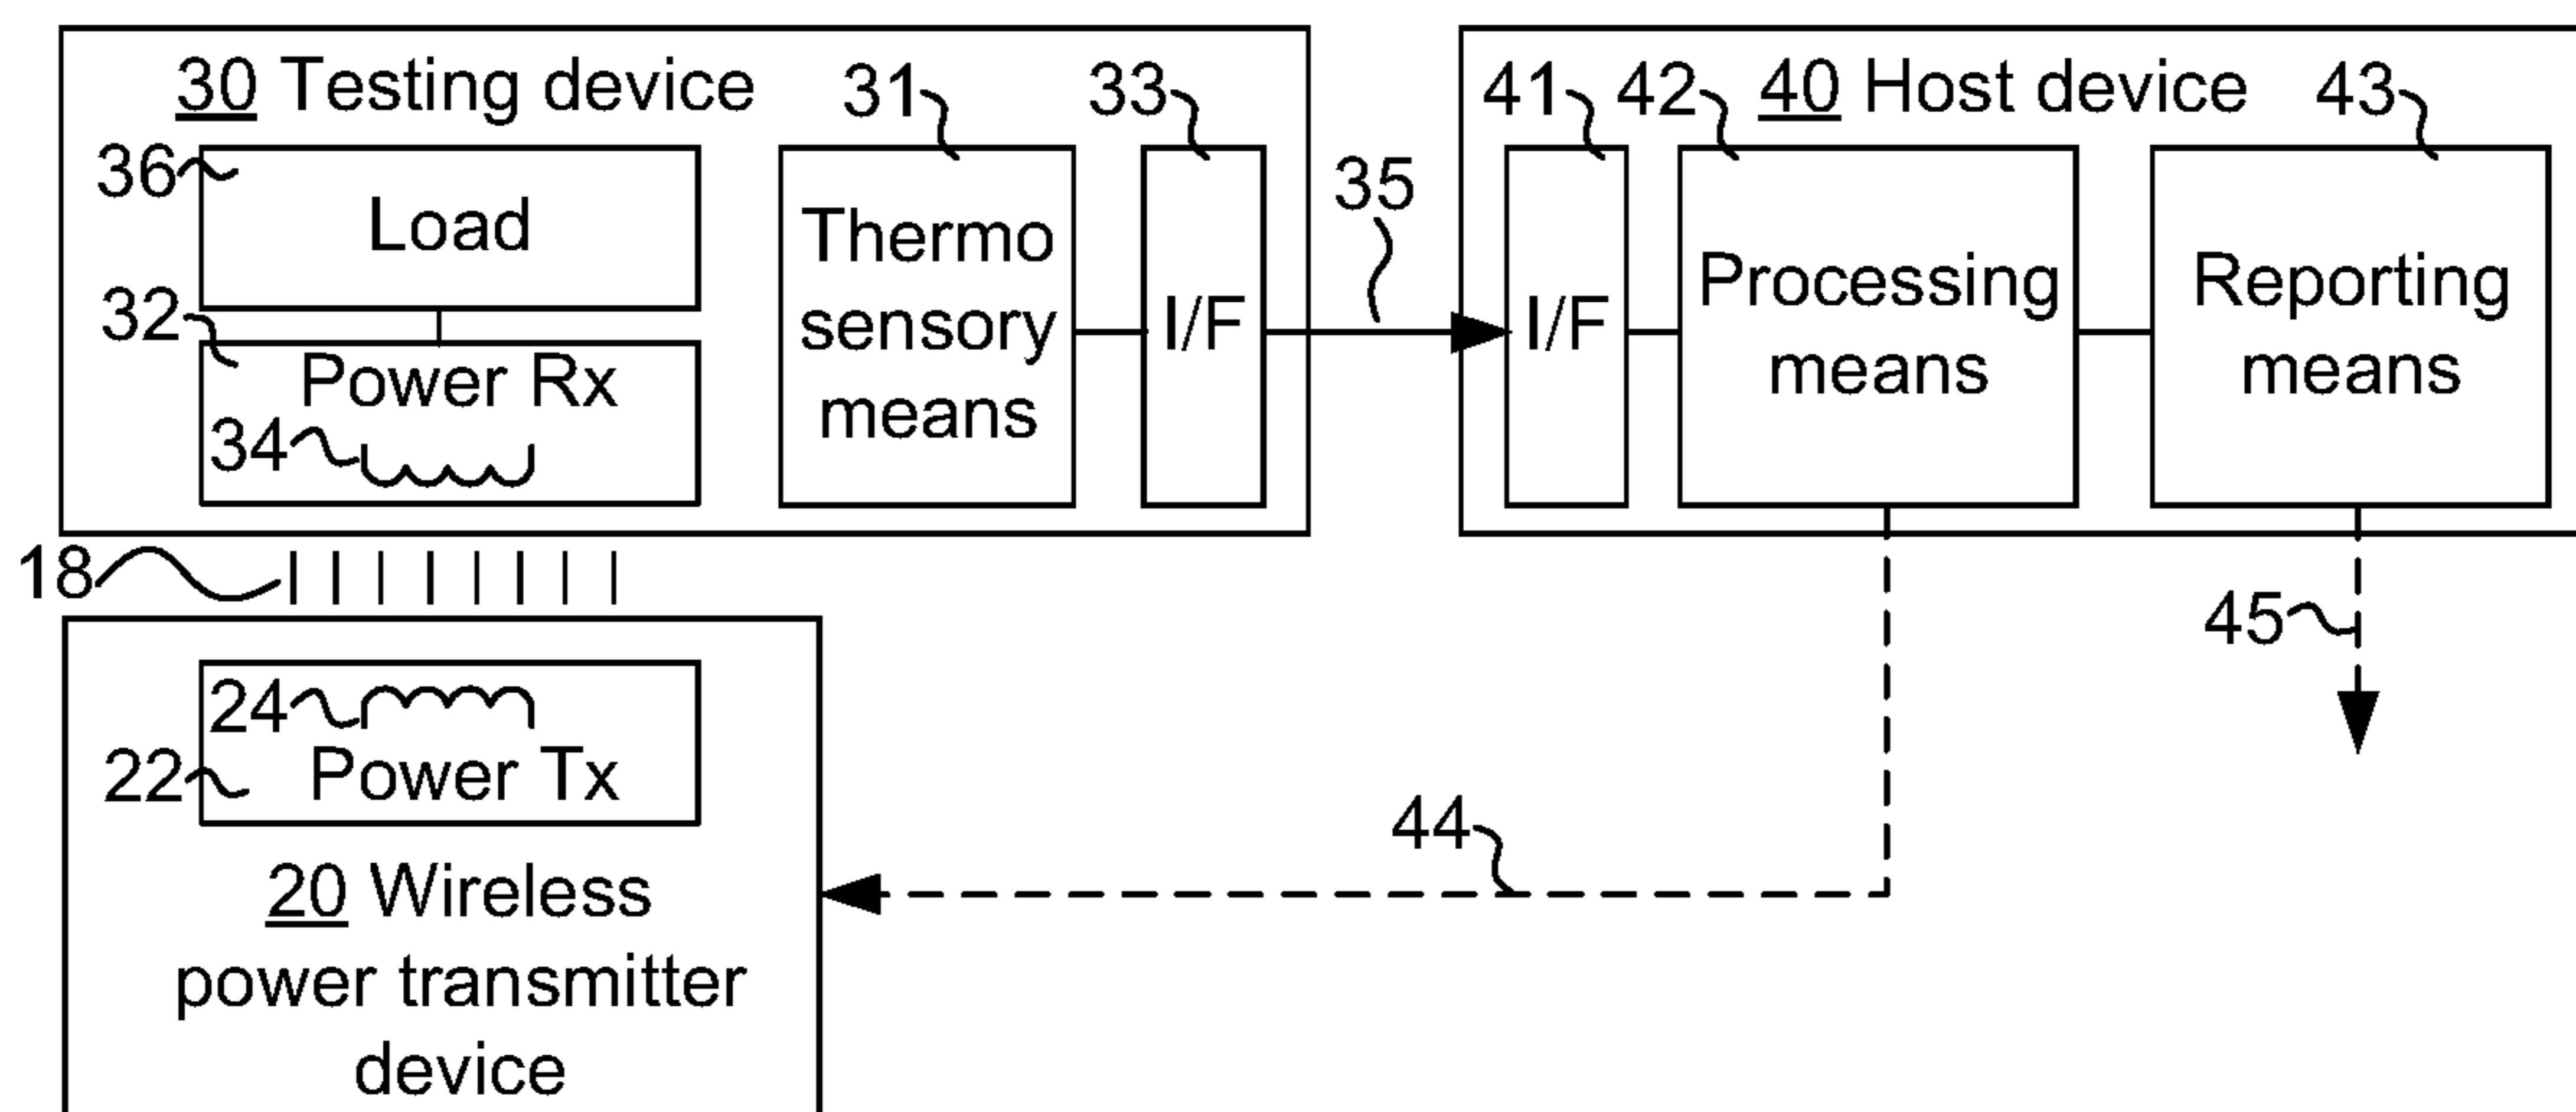 30 Testing device
31
33
36
Load
32
Power Rx
34
Thermo
sensory
means
I/F
35
40 Host device
41
42
43
I/F
Processing
means
Reporting
means
18
24
Power Tx
22
20 Wireless
power transmitter
device
44
45